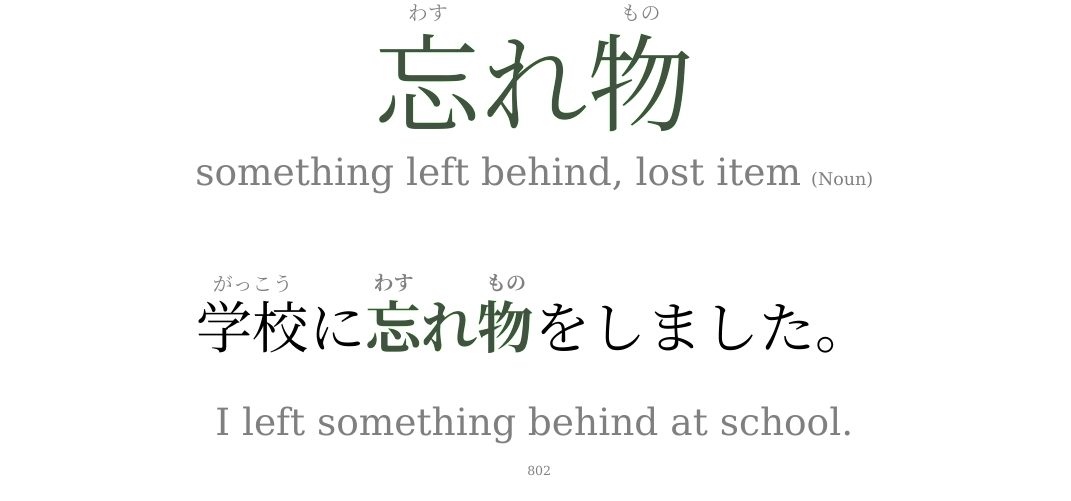 わす もの
忘れ物
something left behind, lost item (Noun)
がっこう わす もの
学校に忘れ物をしました。
I left something behind at school.
802